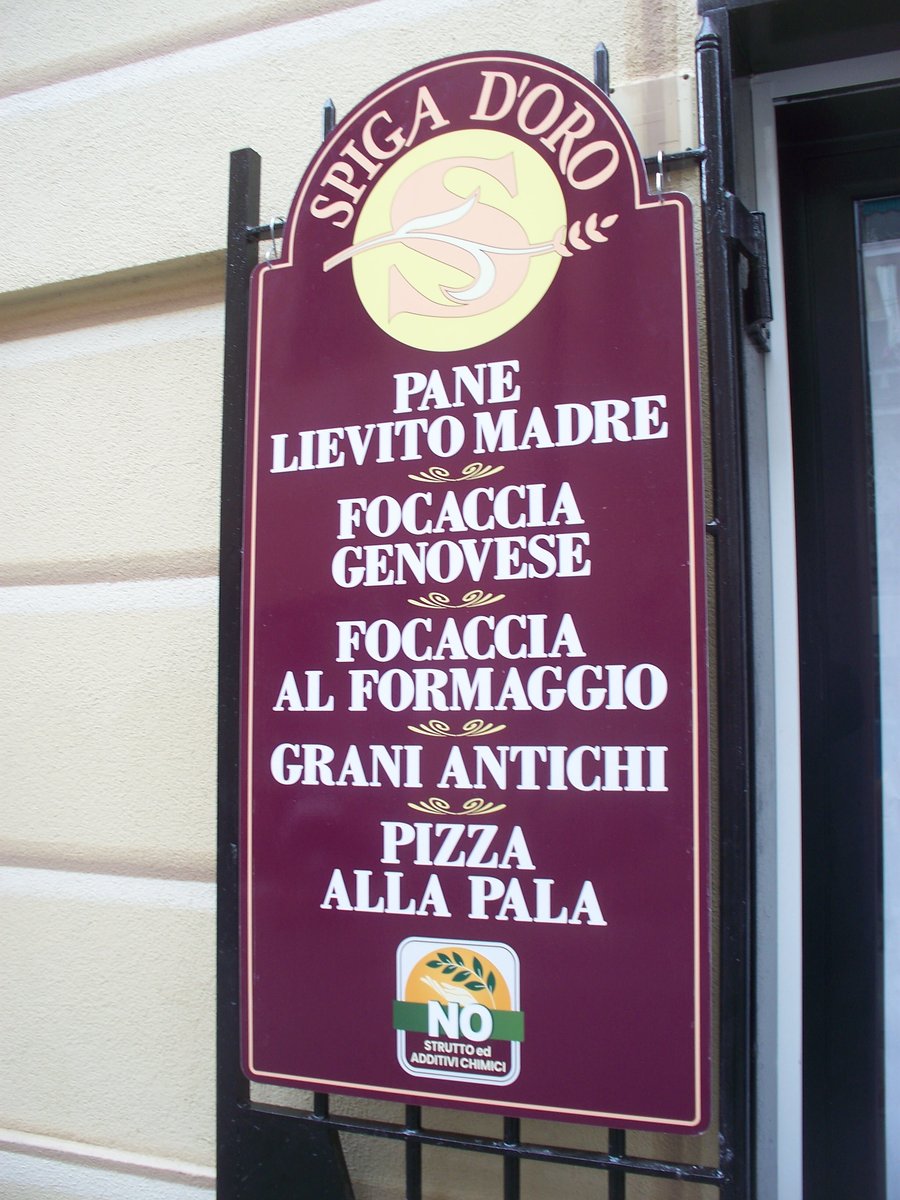 SPIGA D'ORO
S
PANE
LIEVITO MADRE
FOCACCIA
GENOVESE
FOCACCIA
AL FORMAGGIO
GRANI ANTICHI
PIZZA
ALLA PALA
NO
STRUTTO ed
ADDITIVI CHIMICI